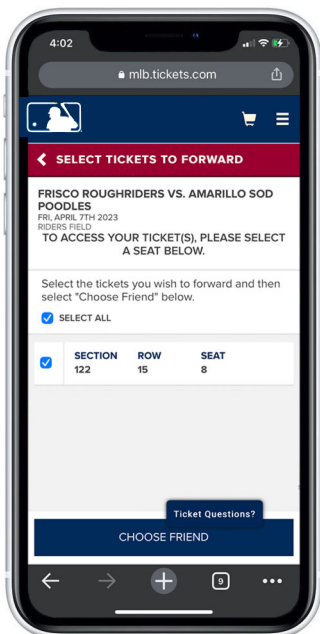 4:02
mlb.tickets.com
SELECT TICKETS TO FORWARD
FRISCO ROUGHRIDERS VS. AMARILLO SOD
POODLES
FRI, APRIL 7TH 2023
RIDERS FIELD
TO ACCESS YOUR TICKET(S), PLEASE SELECT
A SEAT BELOW.
Select the tickets you wish to forward and then
select "Choose Friend" below.
SELECT ALL
SECTION ROW SEAT
122 15 8
Ticket Questions?
CHOOSE FRIEND
9